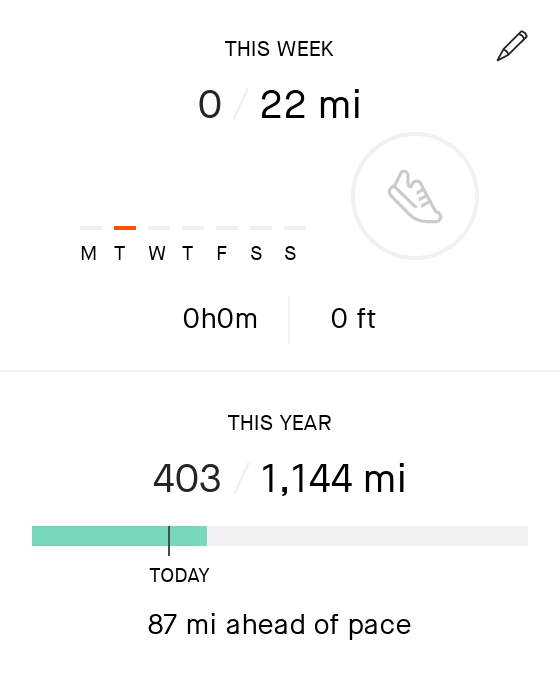 THIS WEEK
0 / 22 mi
M T W T F S S
0h0m 0 ft
THIS YEAR
403 / 1,144 mi
TODAY
87 mi ahead of pace